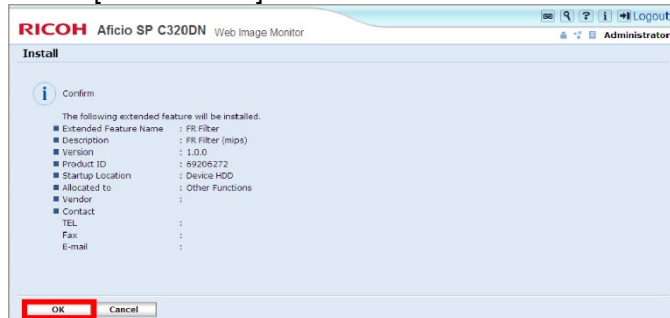 Logout
RICOH Aficio SP C320DN Web Image Monitor
Administrator
Install
Confirm
The following extended feature will be installed.
Extended Feature Name : FR Filter
Description : FR Filter (mips)
Version : 1.0.0
Product ID : 69206272
Startup Location : Device HDD
Allocated to : Other Functions
Vendor :
Contact
TEL :
Fax :
E-mail :
OK Cancel